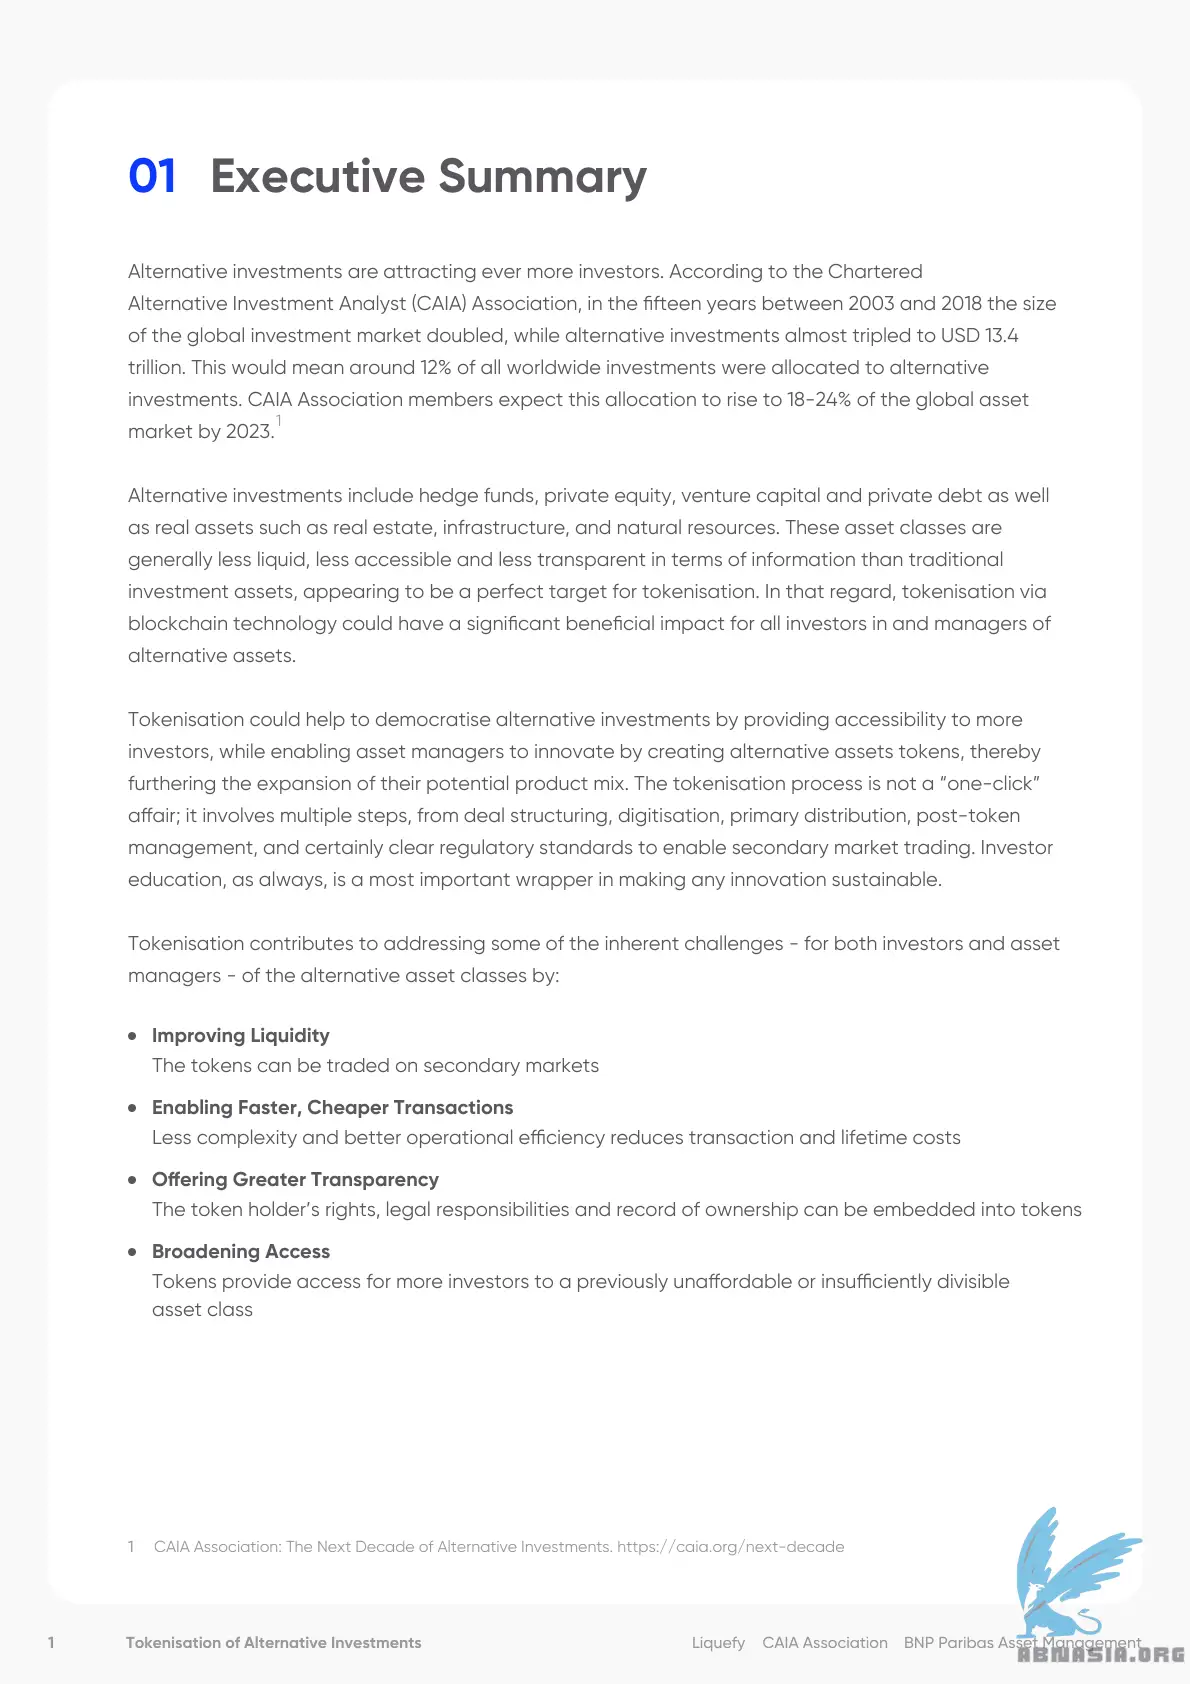 01 Executive Summary
Alternative investments are attracting ever more investors. According to the Chartered
Alternative Investment Analyst (CAIA) Association, in the fifteen years between 2003 and 2018 the size
of the global investment market doubled, while alternative investments almost tripled to USD 13.4
trillion. This would mean around 12% of all worldwide investments were allocated to alternative
investments. CAIA Association members expect this allocation to rise to 18-24% of the global asset
market by 2023.1
Alternative investments include hedge funds, private equity, venture capital and private debt as well
as real assets such as real estate, infrastructure, and natural resources. These asset classes are
generally less liquid, less accessible and less transparent in terms of information than traditional
investment assets, appearing to be a perfect target for tokenisation. In that regard, tokenisation via
blockchain technology could have a significant beneficial impact for all investors in and managers of
alternative assets.
Tokenisation could help to democratise alternative investments by providing accessibility to more
investors, while enabling asset managers to innovate by creating alternative assets tokens, thereby
furthering the expansion of their potential product mix. The tokenisation process is not a “one-click”
affair; it involves multiple steps, from deal structuring, digitisation, primary distribution, post-token
management, and certainly clear regulatory standards to enable secondary market trading. Investor
education, as always, is a most important wrapper in making any innovation sustainable.
Tokenisation contributes to addressing some of the inherent challenges - for both investors and asset
managers - of the alternative asset classes by:
• Improving Liquidity
The tokens can be traded on secondary markets
• Enabling Faster, Cheaper Transactions
Less complexity and better operational efficiency reduces transaction and lifetime costs
• Offering Greater Transparency
The token holder’s rights, legal responsibilities and record of ownership can be embedded into tokens
• Broadening Access
Tokens provide access for more investors to a previously unaffordable or insufficiently divisible
asset class
1 CAIA Association: The Next Decade of Alternative Investments. https://caia.org/next-decade
1 Tokenisation of Alternative Investments Liquefy CAIA Association BNP Paribas Asset Management
ABMASIA.ORG